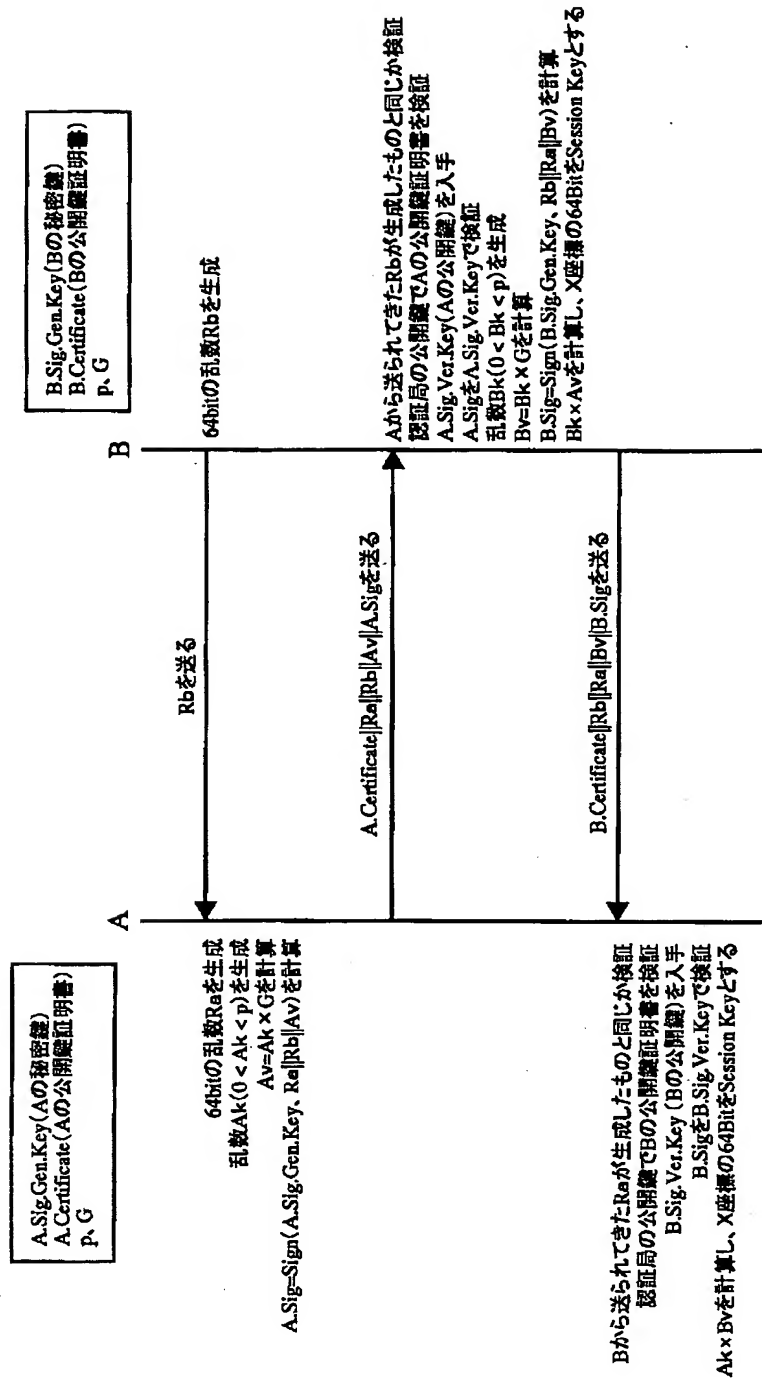 A.Sig.Gen.Key(Aの秘密鍵)
A.Certificate(Aの公開鍵証明書)
p、G
B.Sig.Gen.Key(Bの秘密鍵)
B.Certificate(Bの公開鍵証明書)
p、G
A
B
64bitの乱数Rbを生成
Rbを送る
64bitの乱数Raを生成
乱数Ak(0 < Ak < p)を生成
Av=Ak×Gを計算
A.Sig=Sign(A.Sig.Gen.Key、Ra||Rb||Av)を計算
A.Certificate||Ra||Rb||Av||A.Sigを送る
Aから送られてきたRbが生成したものと同じか検証
認証局の公開鍵でAの公開鍵証明書を検証
A.Sig.Ver.Key(Aの公開鍵)を入手
A.SigをA.Sig.Ver.Keyで検証
乱数Bk(0 < Bk < p)を生成
Bv=Bk×Gを計算
B.Sig=Sign(B.Sig.Gen.Key、Rb||Ra||Bv)を計算
Bk×Avを計算し、X座標の64BitをSession Keyとする
B.Certificate||Rb||Ra||Bv||B.Sigを送る
Bから送られてきたRaが生成したものと同じか検証
認証局の公開鍵でBの公開鍵証明書を検証
B.Sig.Ver.Key (Bの公開鍵)を入手
B.SigをB.Sig.Ver.Keyで検証
Ak×Bvを計算し、X座標の64BitをSession Keyとする